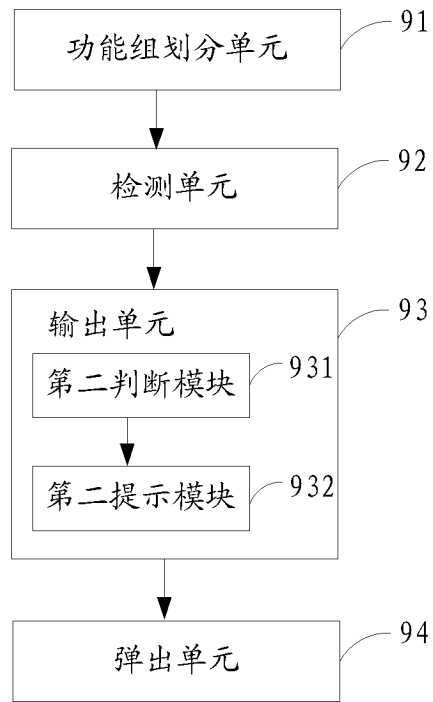 功能组划分单元 91
检测单元 92
输出单元 93
第二判断模块 931
第二提示模块 932
弹出单元 94